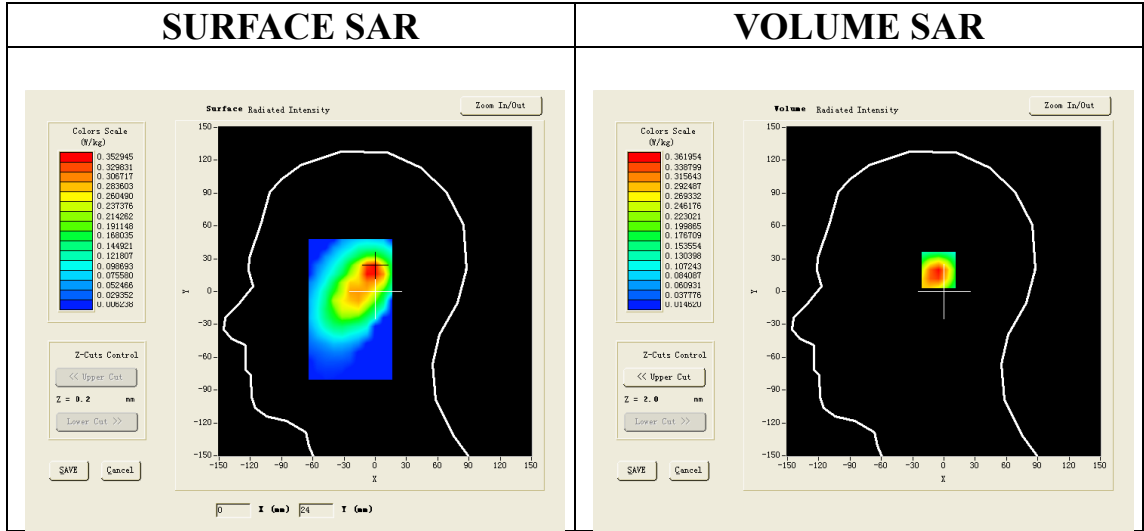 SURFACE SAR
VOLUME SAR
Surface Radiated Intensity
Zoom In/Out
Colors Scale
(W/kg)
0.352945
0.329831
0.306717
0.283603
0.260490
0.237376
0.214262
0.191148
0.168035
0.144921
0.121807
0.098693
0.075580
0.052466
0.029352
0.006238
150
120
90
60
30
0
-30
-60
-90
-120
-150
Y
-150 -120 -90 -60 -30 0 30 60 90 120 150
X
Z-Cuts Control
<< Upper Cut
Z = 0.2 mm
Lower Cut >>
SAVE Cancel
0 X (mm) 24 Y (mm)
Volume Radiated Intensity
Zoom In/Out
Colors Scale
(W/kg)
0.361954
0.338799
0.315643
0.292487
0.269332
0.246176
0.223021
0.199865
0.176709
0.153554
0.130398
0.107243
0.084087
0.060931
0.037776
0.014620
150
120
90
60
30
0
-30
-60
-90
-120
-150
Y
-150 -120 -90 -60 -30 0 30 60 90 120 150
X
Z-Cuts Control
<< Upper Cut
Z = 2.0 mm
Lower Cut >>
SAVE Cancel